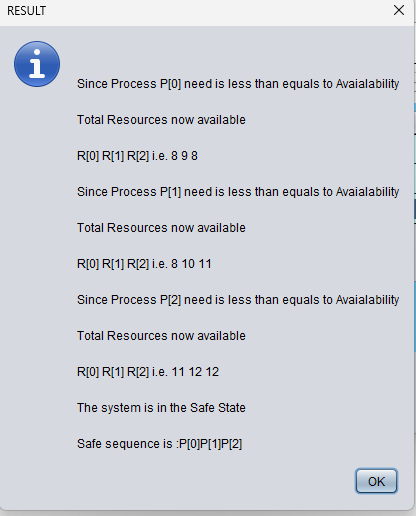 RESULT
Since Process P[0] need is less than equals to Avaialability
Total Resources now available
R[0] R[1] R[2] i.e. 8 9 8
Since Process P[1] need is less than equals to Avaialability
Total Resources now available
R[0] R[1] R[2] i.e. 8 10 11
Since Process P[2] need is less than equals to Avaialability
Total Resources now available
R[0] R[1] R[2] i.e. 11 12 12
The system is in the Safe State
Safe sequence is :P[0]P[1]P[2]
OK